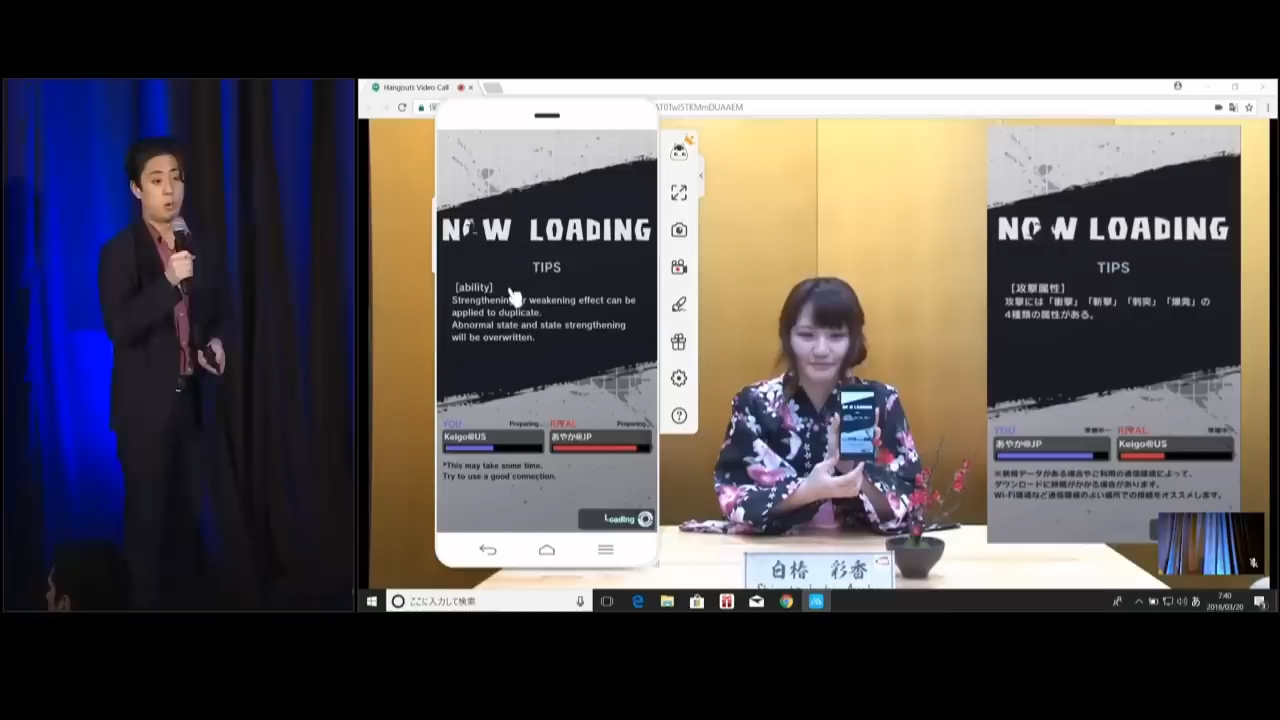 Hangouts Video Call
AT0TwI5TKMmDUAAEM
NOW LOADING
TIPS
[ability]
Strengthening or weakening effect can be
applied to duplicate.
Abnormal state and state strengthening
will be overwritten.
YOU
Preparing...
RIVAL
Preparing...
Keigo@US
あやか@JP
*This may take some time.
Try to use a good connection.
Loading
NOW LOADING
TIPS
【攻撃属性】
攻撃には「衝撃」「斬撃」「刺突」「爆発」の
4種類の属性がある。
YOU
準備中…
RIVAL
準備中…
あやか@JP
Keigo@US
※新規データがある場合やご利用の通信環境によって、
ダウンロードに時間がかかる場合があります。
Wi-Fi環境など通信環境のよい場所での接続をオススメします。
白椿 彩香
ここに入力して検索
あ
7:40
2018/03/20